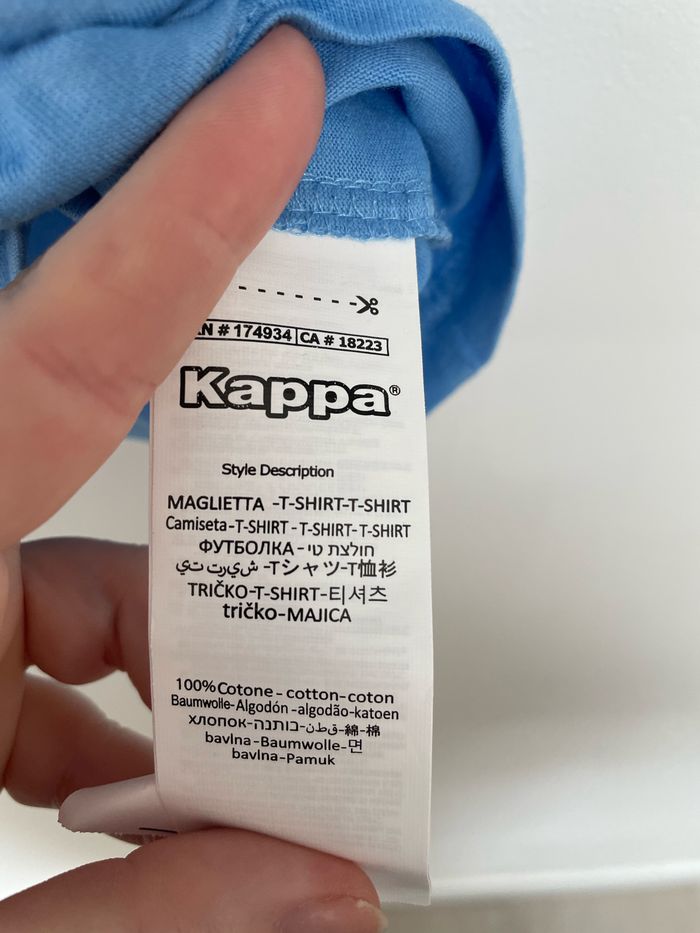 N # 174934 CA # 18223
Kappa®
Style Description
MAGLIETTA -T-SHIRT-T-SHIRT
Camiseta-T-SHIRT - T-SHIRT- T-SHIRT
ФУТБОЛКА - חולצת טי
تي شيرت -Tシャツ-T恤衫
TRIČKO-T-SHIRT-티셔츠
tričko-MAJICA
100% Cotone - cotton-coton
Baumwolle-Algodón -algodão-katoen
хлопок-כותנה-قطن-綿-棉
bavlna-Baumwolle-면
bavlna-Pamuk